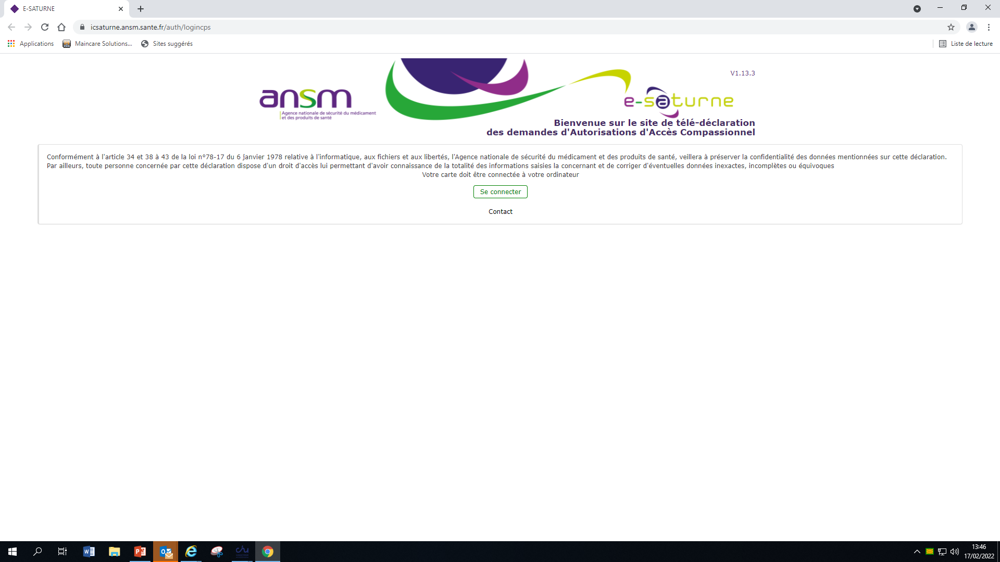 E-SATURNE
icsaturne.ansm.sante.fr/auth/logincps
Applications
Maincare Solutions...
Sites suggérés
Liste de lecture
V1.13.3
ansm
Agence nationale de sécurité du médicament
et des produits de santé
e-saturne
Bienvenue sur le site de télé-déclaration
des demandes d'Autorisations d'Accès Compassionnel
Conformément à l'article 34 et 38 à 43 de la loi n°78-17 du 6 janvier 1978 relative à l'informatique, aux fichiers et aux libertés, l'Agence nationale de sécurité du médicament et des produits de santé, veillera à préserver la confidentialité des données mentionnées sur cette déclaration.
Par ailleurs, toute personne concernée par cette déclaration dispose d'un droit d'accès lui permettant d'avoir connaissance de la totalité des informations saisies la concernant et de corriger d'éventuelles données inexactes, incomplètes ou équivoques
Votre carte doit être connectée à votre ordinateur
Se connecter
Contact
chu
13:46
17/02/2022